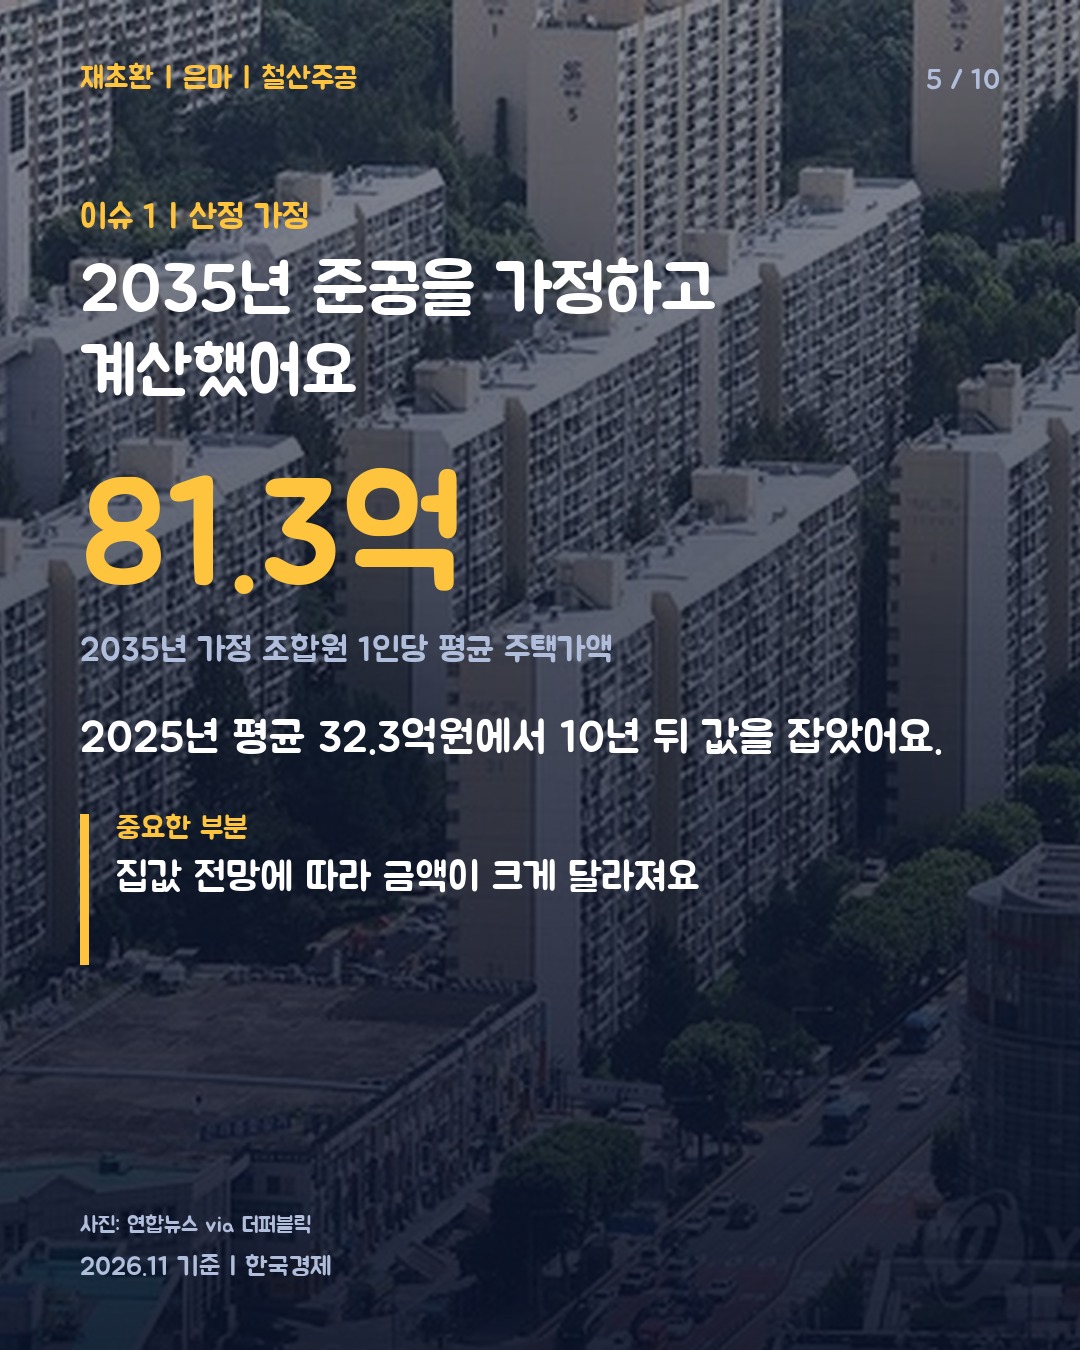 재초환 | 은마 | 철산주공
5 / 10
이슈 1 | 산정 가정
2035년 준공을 가정하고
계산했어요
81.3억
2035년 가정 조합원 1인당 평균 주택가액
2025년 평균 32.3억원에서 10년 뒤 값을 잡았어요.
중요한 부분
집값 전망에 따라 금액이 크게 달라져요
사진: 연합뉴스 via 더퍼블릭
2026.11 기준 | 한국경제